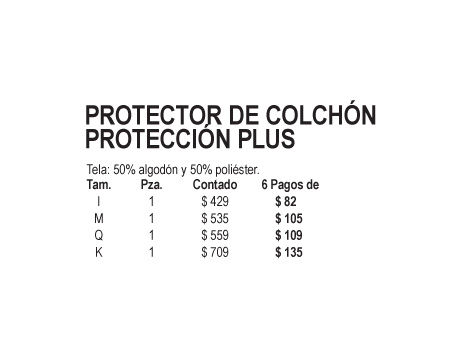 PROTECTOR DE COLCHÓN
PROTECCIÓN PLUS
Tela: 50% algodón y 50% poliéster.
Tam. Pza. Contado 6 Pagos de
I 1 $ 429 $ 82
M 1 $ 535 $ 105
Q 1 $ 559 $ 109
K 1 $ 709 $ 135